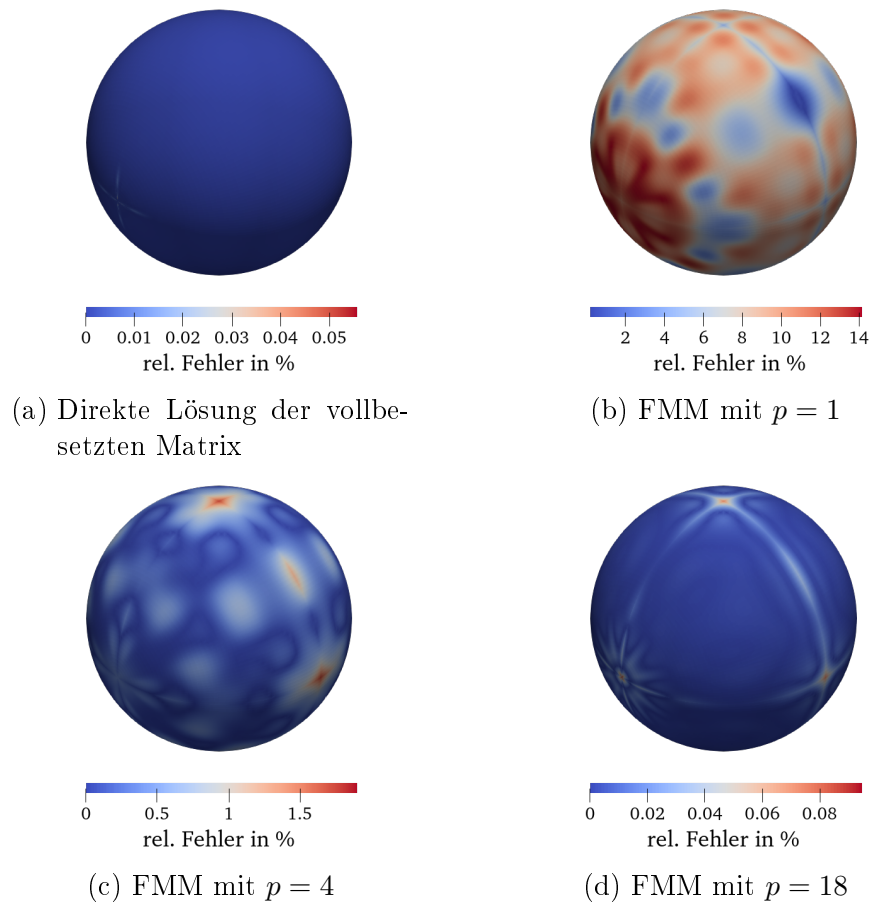 0 0.01 0.02 0.03 0.04 0.05
rel. Fehler in %
(a) Direkte Lösung der vollbe-
setzten Matrix
2 4 6 8 10 12 14
rel. Fehler in %
(b) FMM mit p = 1
0 0.5 1 1.5
rel. Fehler in %
(c) FMM mit p = 4
0 0.02 0.04 0.06 0.08
rel. Fehler in %
(d) FMM mit p = 18